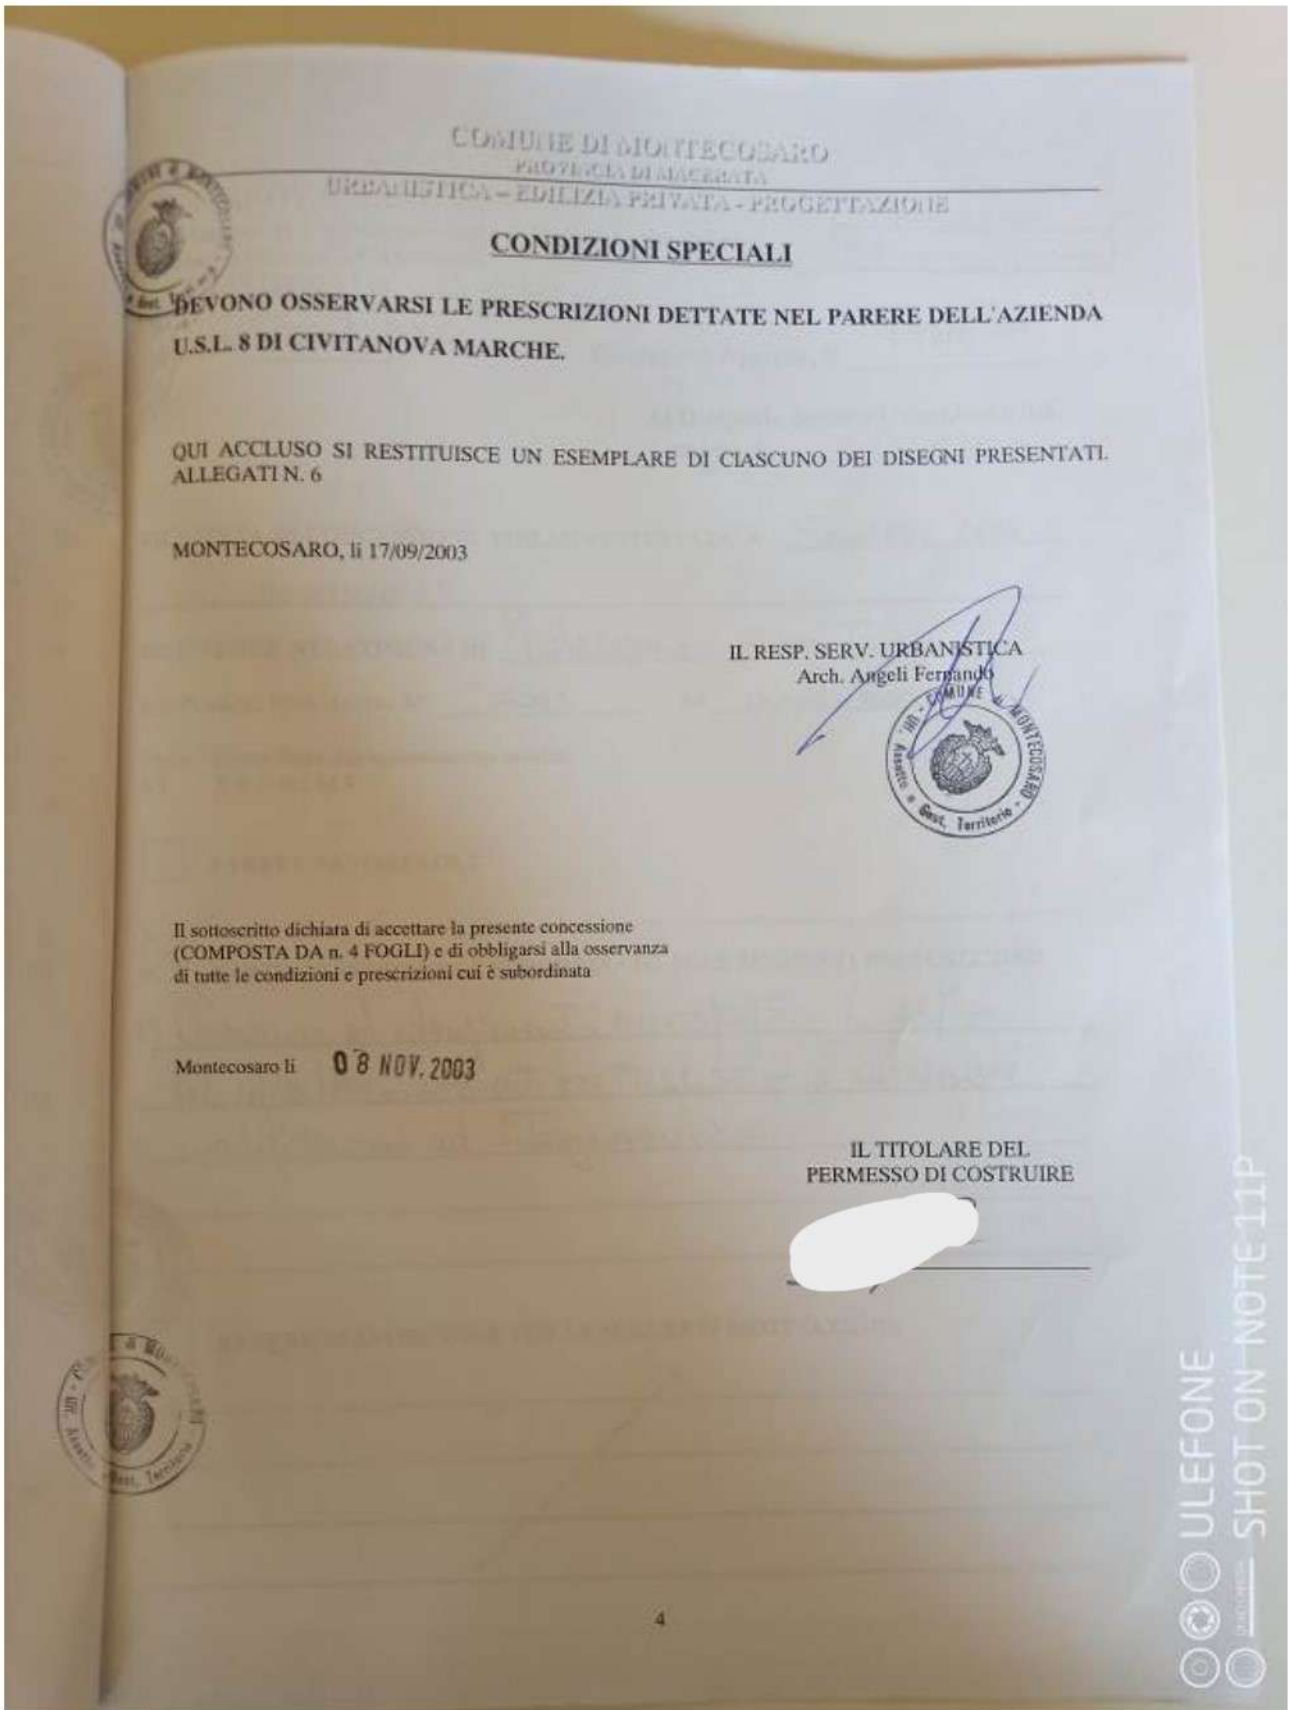 COMUNE DI MONTECOSARO
PROVINCIA DI MACERATA
URBANISTICA – EDILIZIA PRIVATA - PROGETTAZIONE
CONDIZIONI SPECIALI
DEVONO OSSERVARSI LE PRESCRIZIONI DETTATE NEL PARERE DELL'AZIENDA
U.S.L. 8 DI CIVITANOVA MARCHE.
QUI ACCLUSO SI RESTITUISCE UN ESEMPLARE DI CIASCUNO DEI DISEGNI PRESENTATI.
ALLEGATI N. 6
MONTECOSARO, li 17/09/2003
IL RESP. SERV. URBANISTICA
Arch. Angeli Fernando
COMUNE di MONTECOSARO
Uff. Assetto e Gest. Territorio
Il sottoscritto dichiara di accettare la presente concessione
(COMPOSTA DA n. 4 FOGLI) e di obbligarsi alla osservanza
di tutte le condizioni e prescrizioni cui è subordinata
Montecosaro li 08 NOV. 2003
IL TITOLARE DEL
PERMESSO DI COSTRUIRE
4
ULEFONE
SHOT ON NOTE 11P